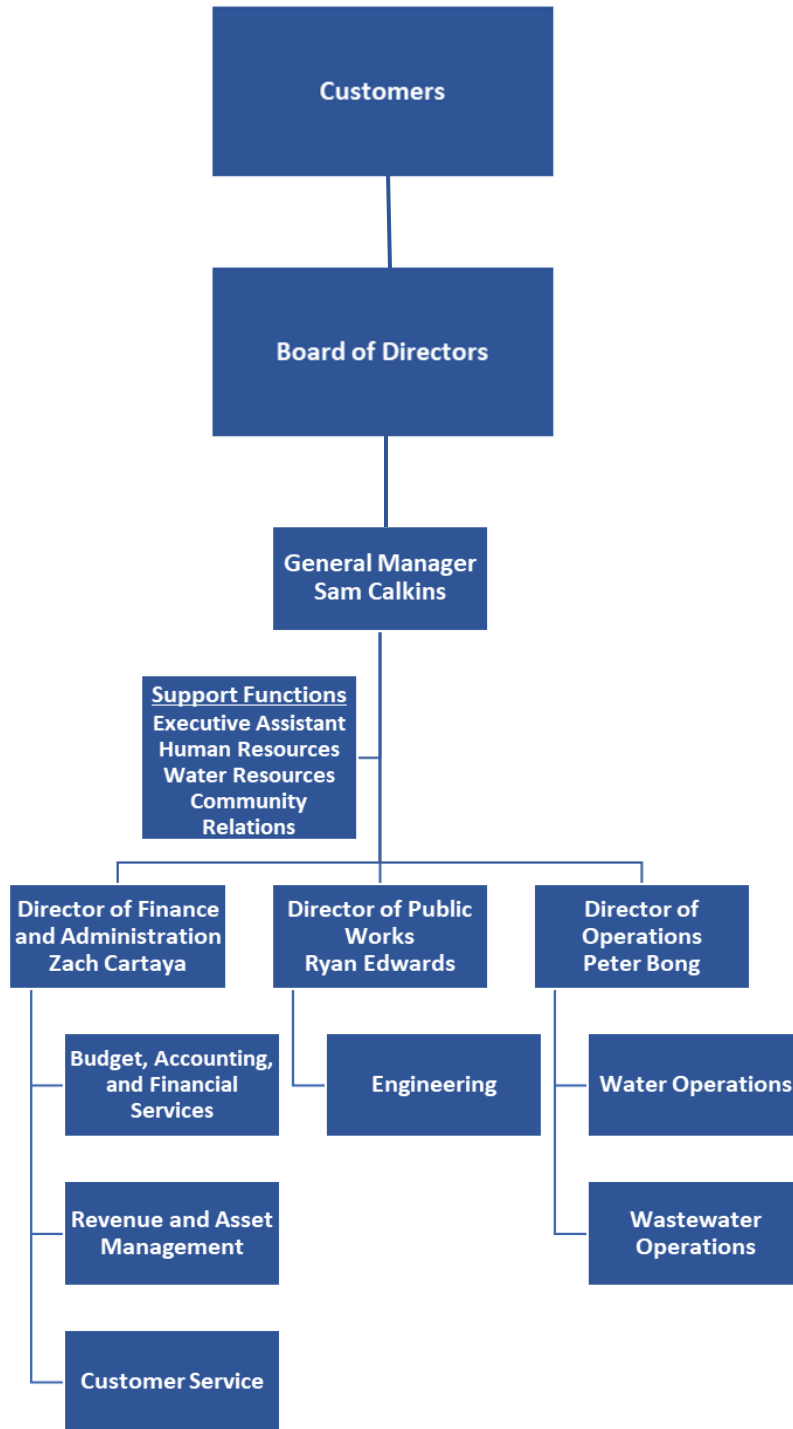 Customers
Board of Directors
General Manager
Sam Calkins
Support Functions
Executive Assistant
Human Resources
Water Resources
Community
Relations
Director of Finance
and Administration
Zach Cartaya
Director of Public
Works
Ryan Edwards
Director of
Operations
Peter Bong
Budget, Accounting,
and Financial
Services
Engineering
Water Operations
Revenue and Asset
Management
Wastewater
Operations
Customer Service